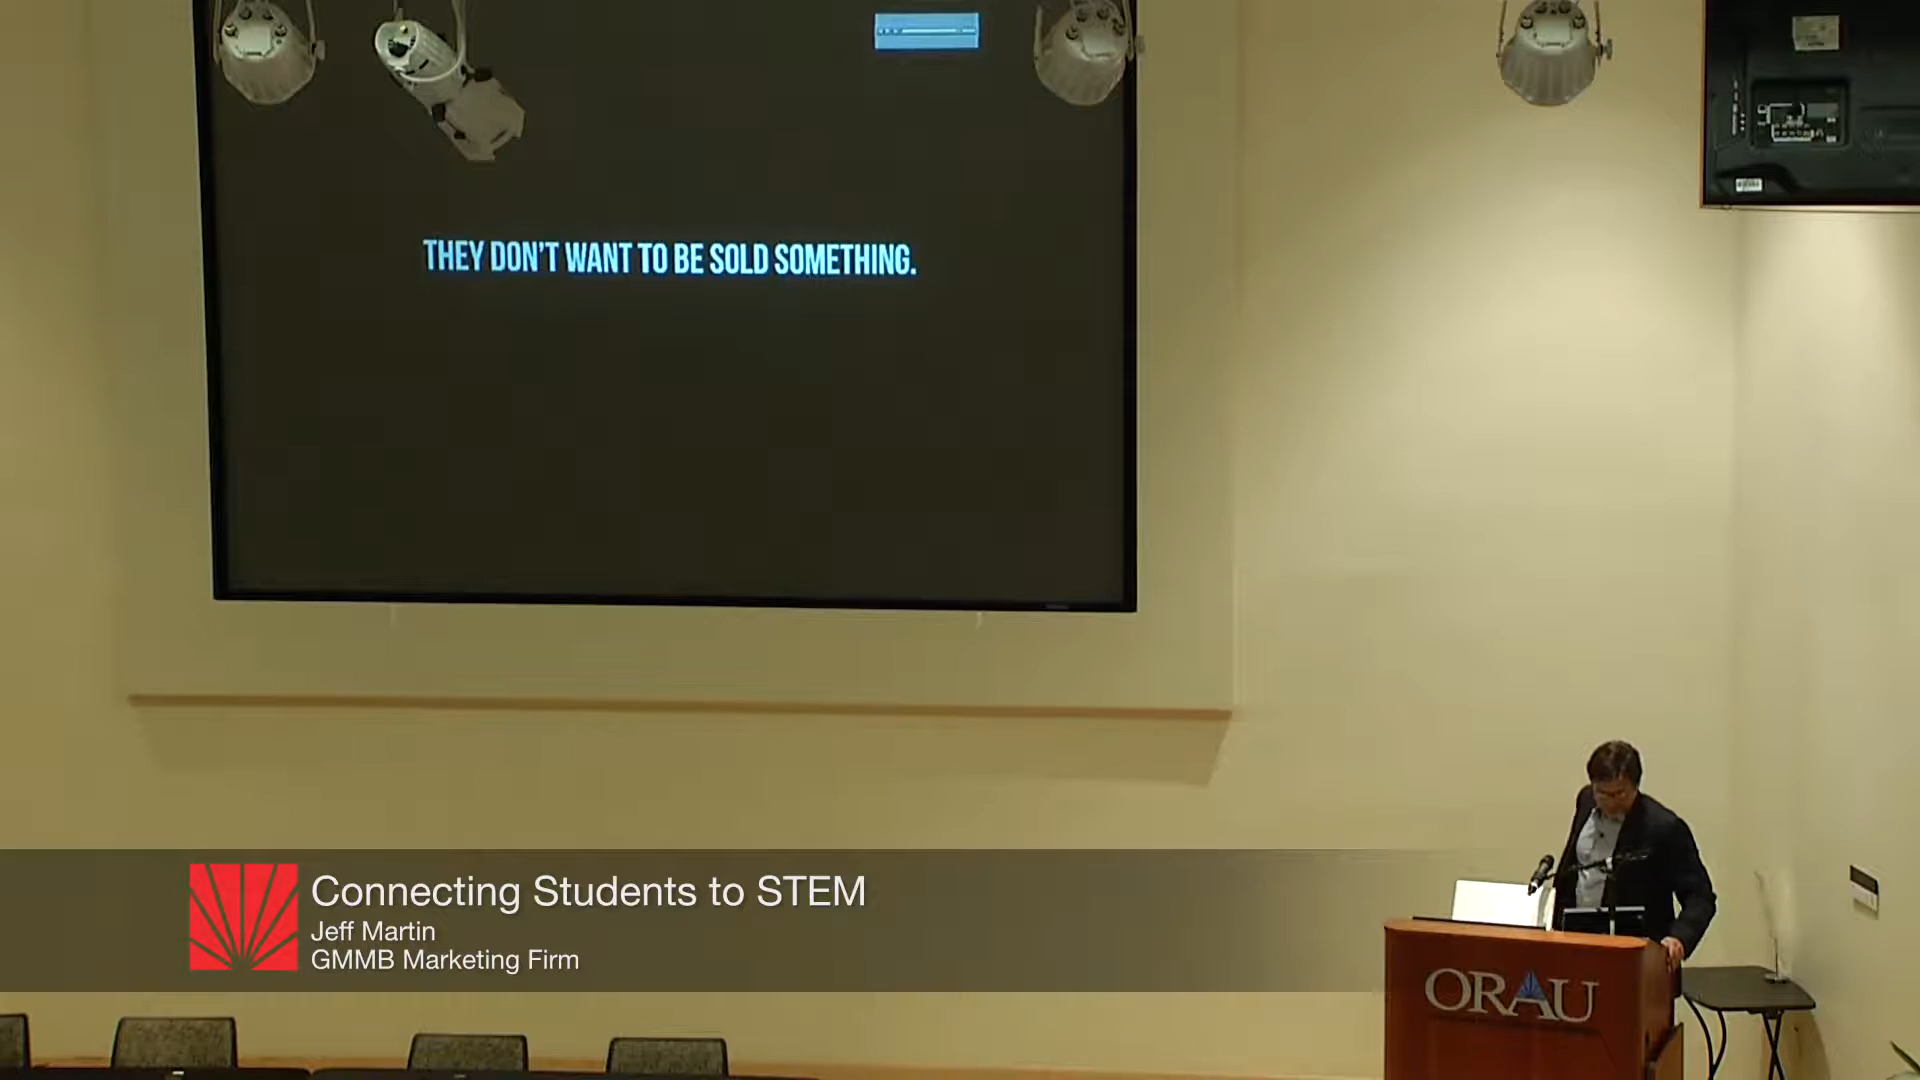 THEY DON'T WANT TO BE SOLD SOMETHING.
Connecting Students to STEM
Jeff Martin
GMMB Marketing Firm
ORAU